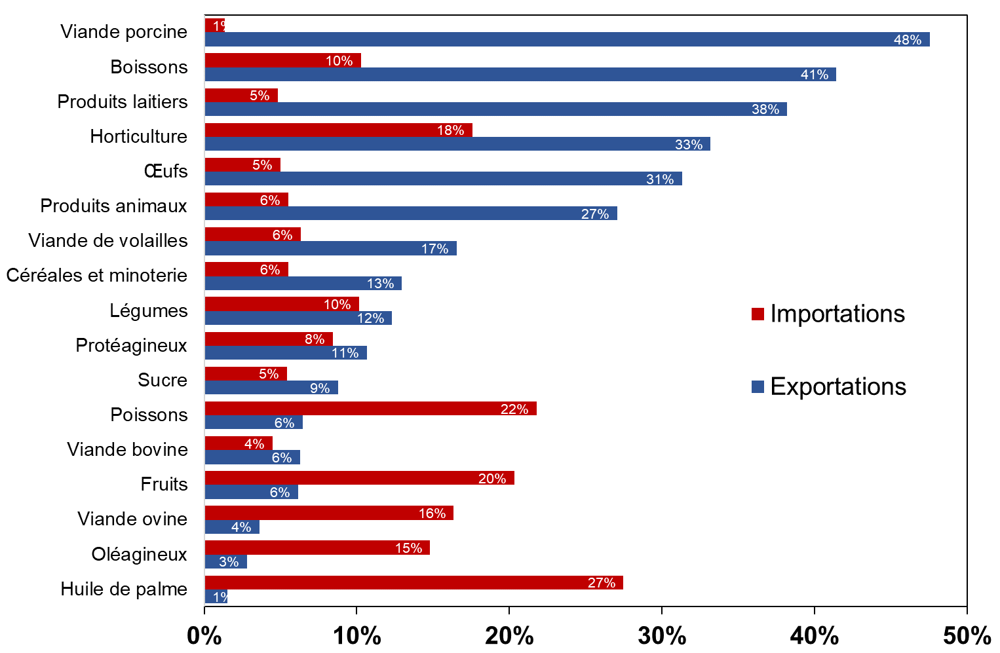 Viande porcine 1%
48%
Boissons 10%
41%
Produits laitiers 5%
38%
Horticulture 18%
33%
Œufs 5%
31%
Produits animaux 6%
27%
Viande de volailles 6%
17%
Céréales et minoterie 6%
13%
Légumes 10%
12%
Protéagineux 8%
11%
Sucre 5%
9%
Poissons 22%
6%
Viande bovine 4%
6%
Fruits 20%
6%
Viande ovine 16%
4%
Oléagineux 15%
3%
Huile de palme 27%
1%
Importations
Exportations
0% 10% 20% 30% 40% 50%